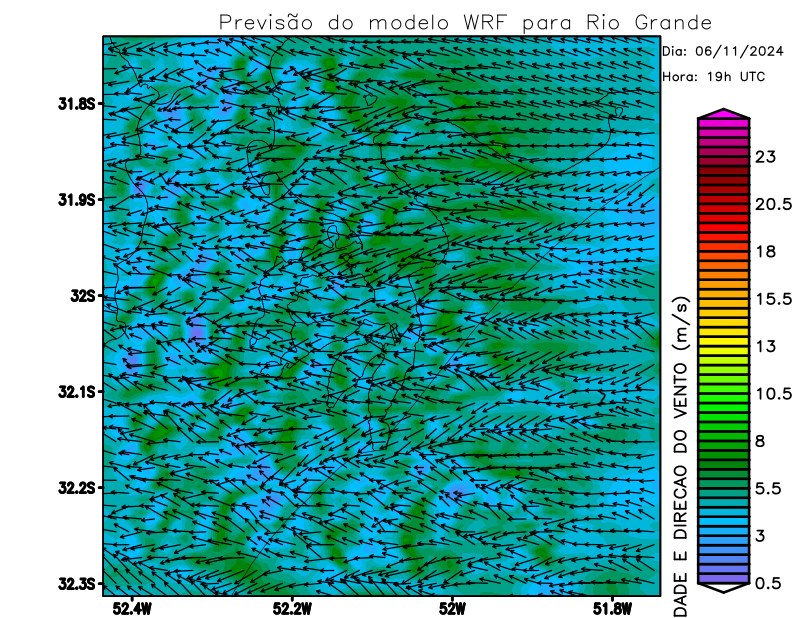 Previsão do modelo WRF para Rio Grande
Dia: 06/11/2024
Hora: 19h UTC
31.8S
31.9S
32S
32.1S
32.2S
32.3S
52.4W
52.2W
52W
51.8W
DADE E DIRECAO DO VENTO (m/s)
23
20.5
18
15.5
13
10.5
8
5.5
3
0.5